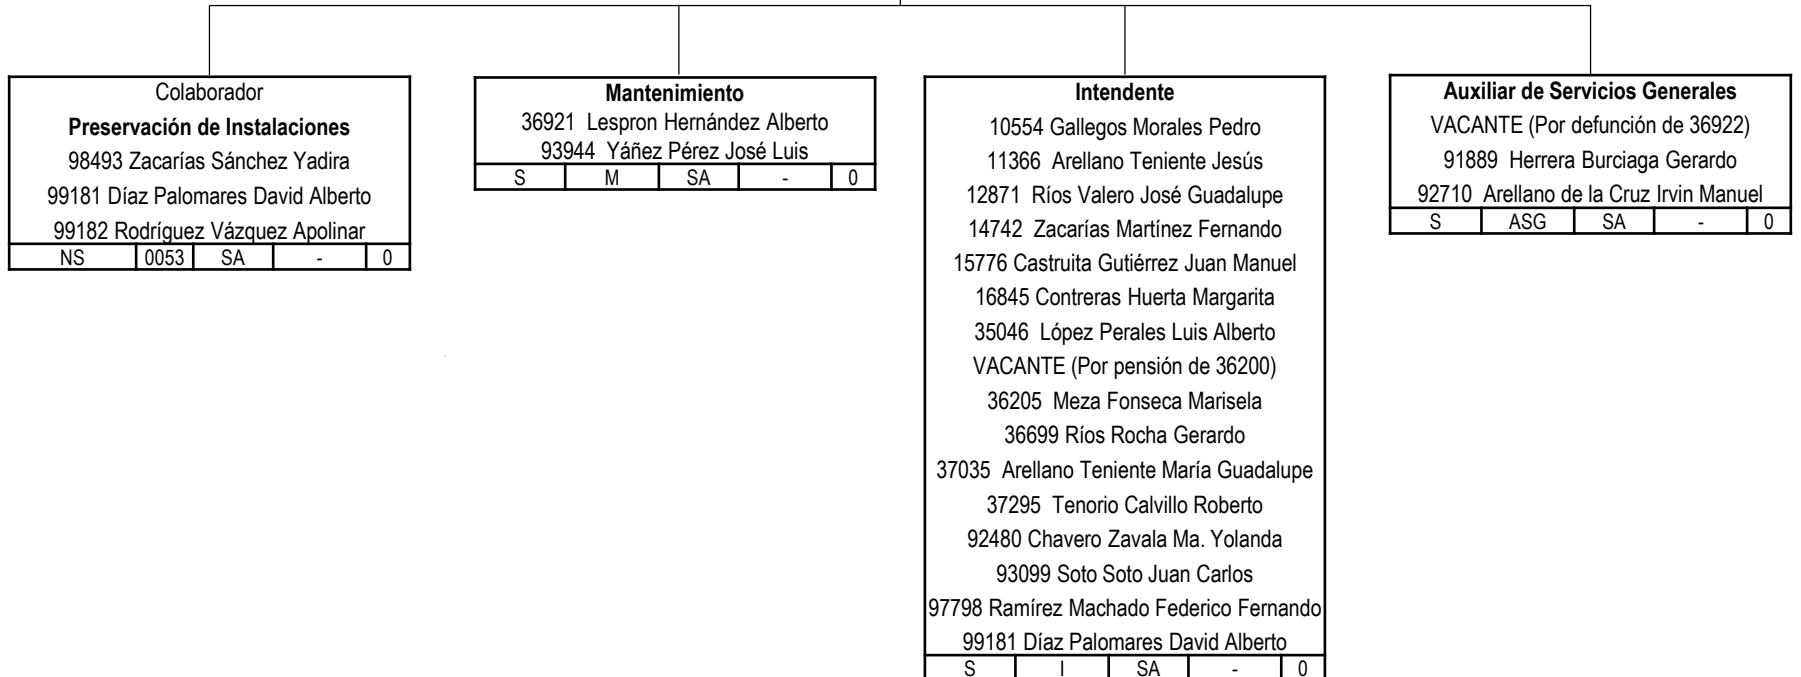 Colaborador
Preservación de Instalaciones
98493 Zacarías Sánchez Yadira
99181 Díaz Palomares David Alberto
99182 Rodríguez Vázquez Apolinar
NS 0053 SA - 0
Mantenimiento
36921 Lespron Hernández Alberto
93944 Yáñez Pérez José Luis
S M SA - 0
Intendente
10554 Gallegos Morales Pedro
11366 Arellano Teniente Jesús
12871 Ríos Valero José Guadalupe
14742 Zacarías Martínez Fernando
15776 Castruita Gutiérrez Juan Manuel
16845 Contreras Huerta Margarita
35046 López Perales Luis Alberto
VACANTE (Por pensión de 36200)
36205 Meza Fonseca Marisela
36699 Ríos Rocha Gerardo
37035 Arellano Teniente María Guadalupe
37295 Tenorio Calvillo Roberto
92480 Chavero Zavala Ma. Yolanda
93099 Soto Soto Juan Carlos
97798 Ramírez Machado Federico Fernando
99181 Díaz Palomares David Alberto
S I SA - 0
Auxiliar de Servicios Generales
VACANTE (Por defunción de 36922)
91889 Herrera Burciaga Gerardo
92710 Arellano de la Cruz Irvin Manuel
S ASG SA - 0